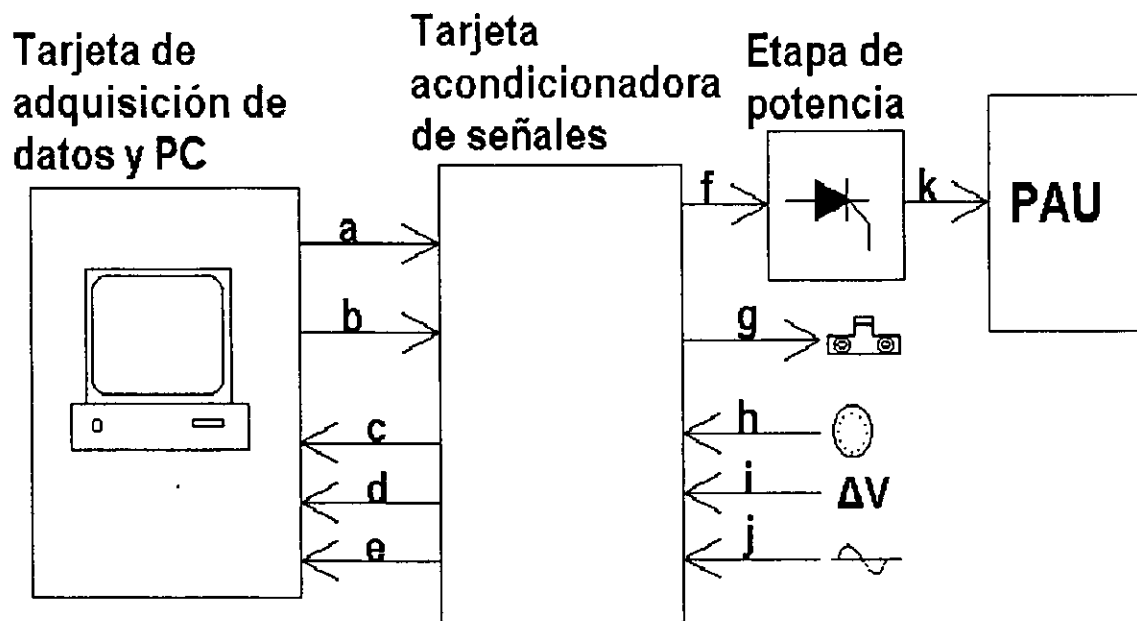 Tarjeta de
adquisición de
datos y PC
Tarjeta
acondicionadora
de señales
Etapa de
potencia
PAU
a
b
c
d
e
f
k
g
h
i
ΔV
j